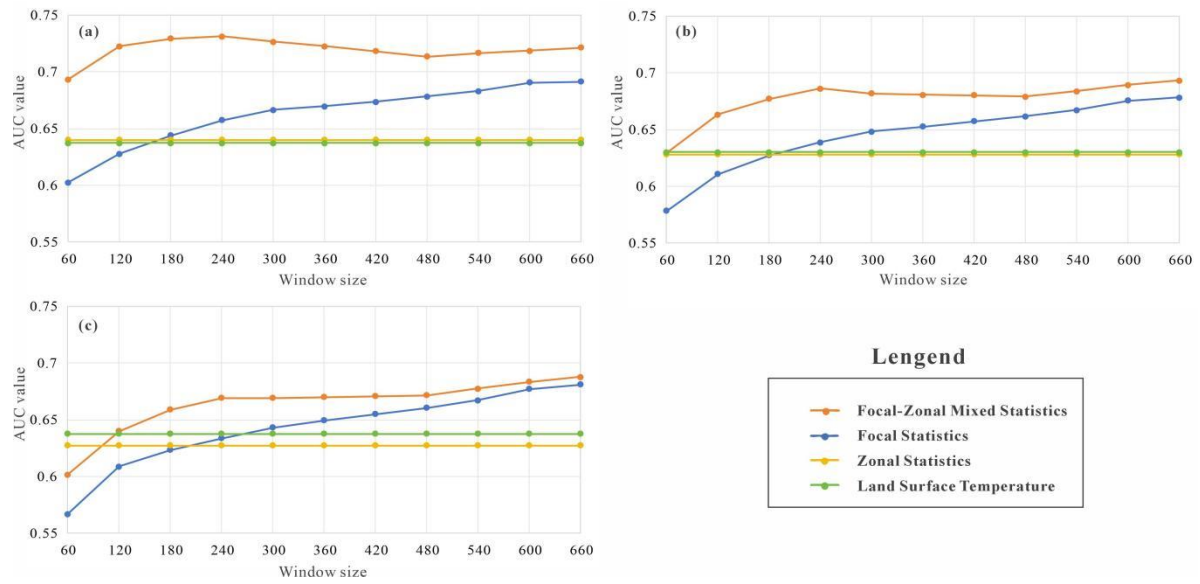 (a)
AUC value
0.75
0.7
0.65
0.6
0.55
60 120 180 240 300 360 420 480 540 600 660
Window size
(b)
AUC value
0.75
0.7
0.65
0.6
0.55
60 120 180 240 300 360 420 480 540 600 660
Window size
(c)
AUC value
0.75
0.7
0.65
0.6
0.55
60 120 180 240 300 360 420 480 540 600 660
Window size
Lengend
Focal-Zonal Mixed Statistics
Focal Statistics
Zonal Statistics
Land Surface Temperature